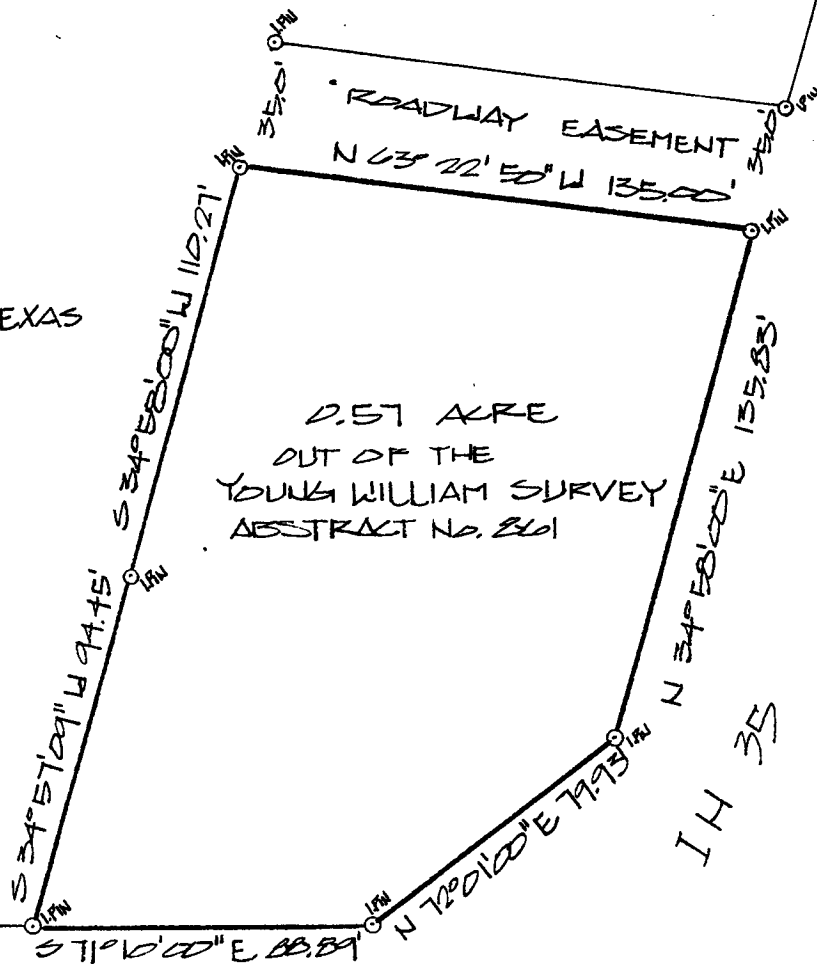 I.PIN
35.0'
ROADWAY EASEMENT
35.0'
I.PIN
I.PIN
N 63° 22' 50" W 135.00'
I.PIN
S 34°58'00" W 110.27'
EXAS
0.57 ACRE
OUT OF THE
YOUNG WILLIAM SURVEY
ABSTRACT No. 861
N 34°58'00" E 135.83'
I.PIN
S 34°57'09" W 94.45'
I.PIN
N 72°01'00" E 79.93'
IH 35
I.PIN
I.PIN
S 71°10'00" E 88.89'